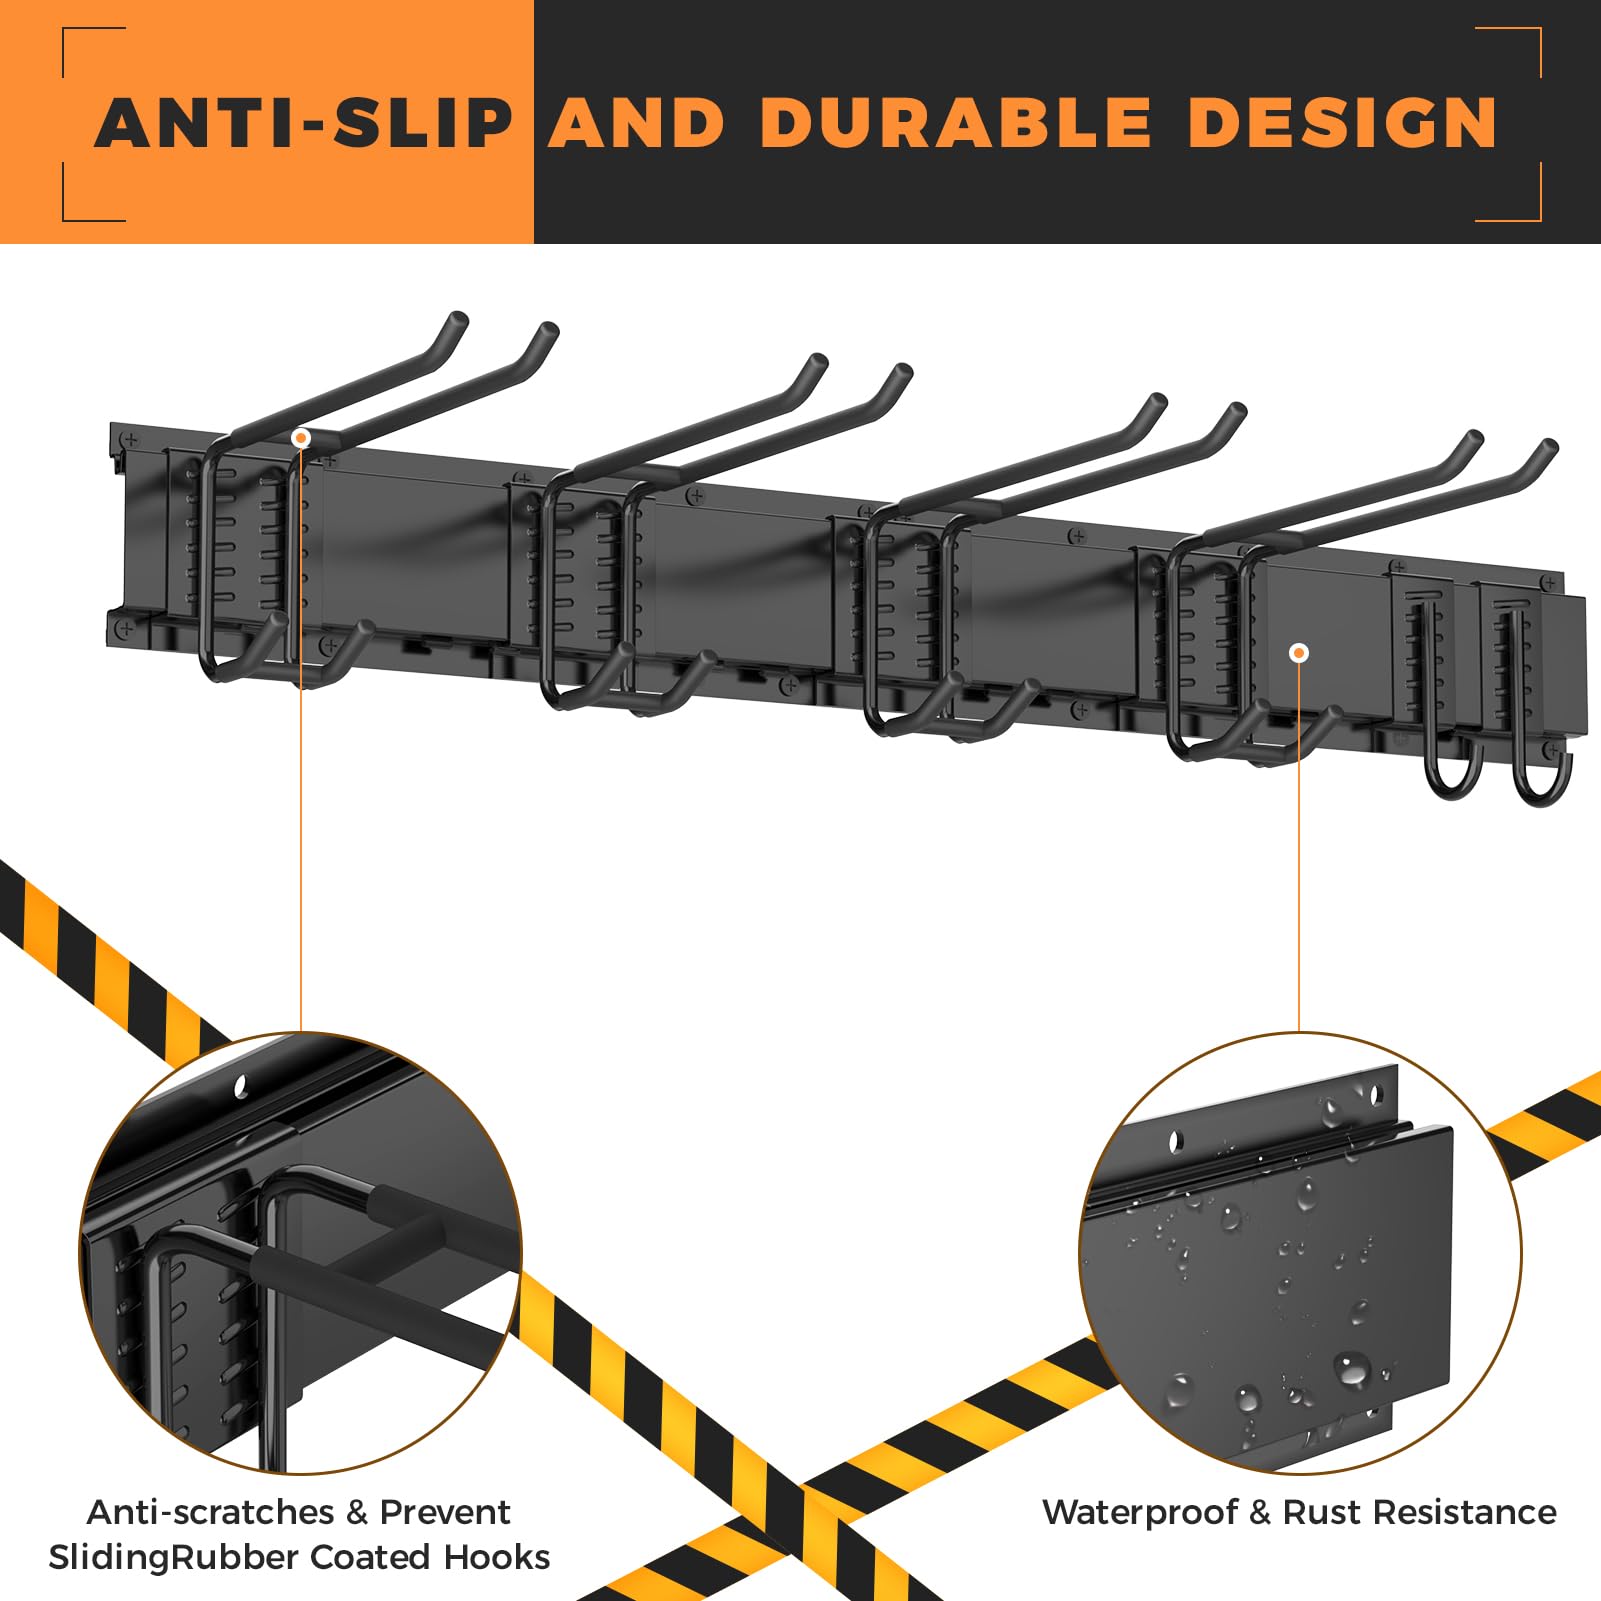 ANTI-SLIP AND DURABLE DESIGN
Anti-scratches & Prevent
SlidingRubber Coated Hooks
Waterproof & Rust Resistance